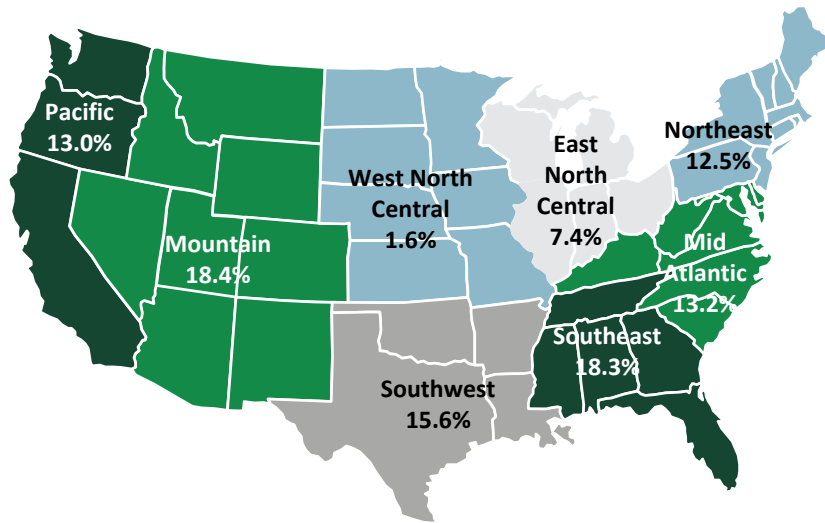 Pacific
13.0%
Mountain
18.4%
West North
Central
1.6%
East
North
Central
7.4%
Northeast
12.5%
Mid
Atlantic
13.2%
Southeast
18.3%
Southwest
15.6%